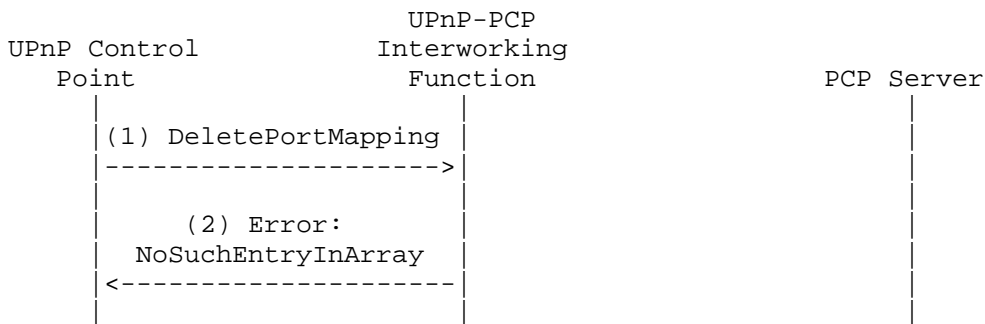 UPnP-PCP
UPnP Control Interworking
Point Function PCP Server
(1) DeletePortMapping
(2) Error:
NoSuchEntryInArray